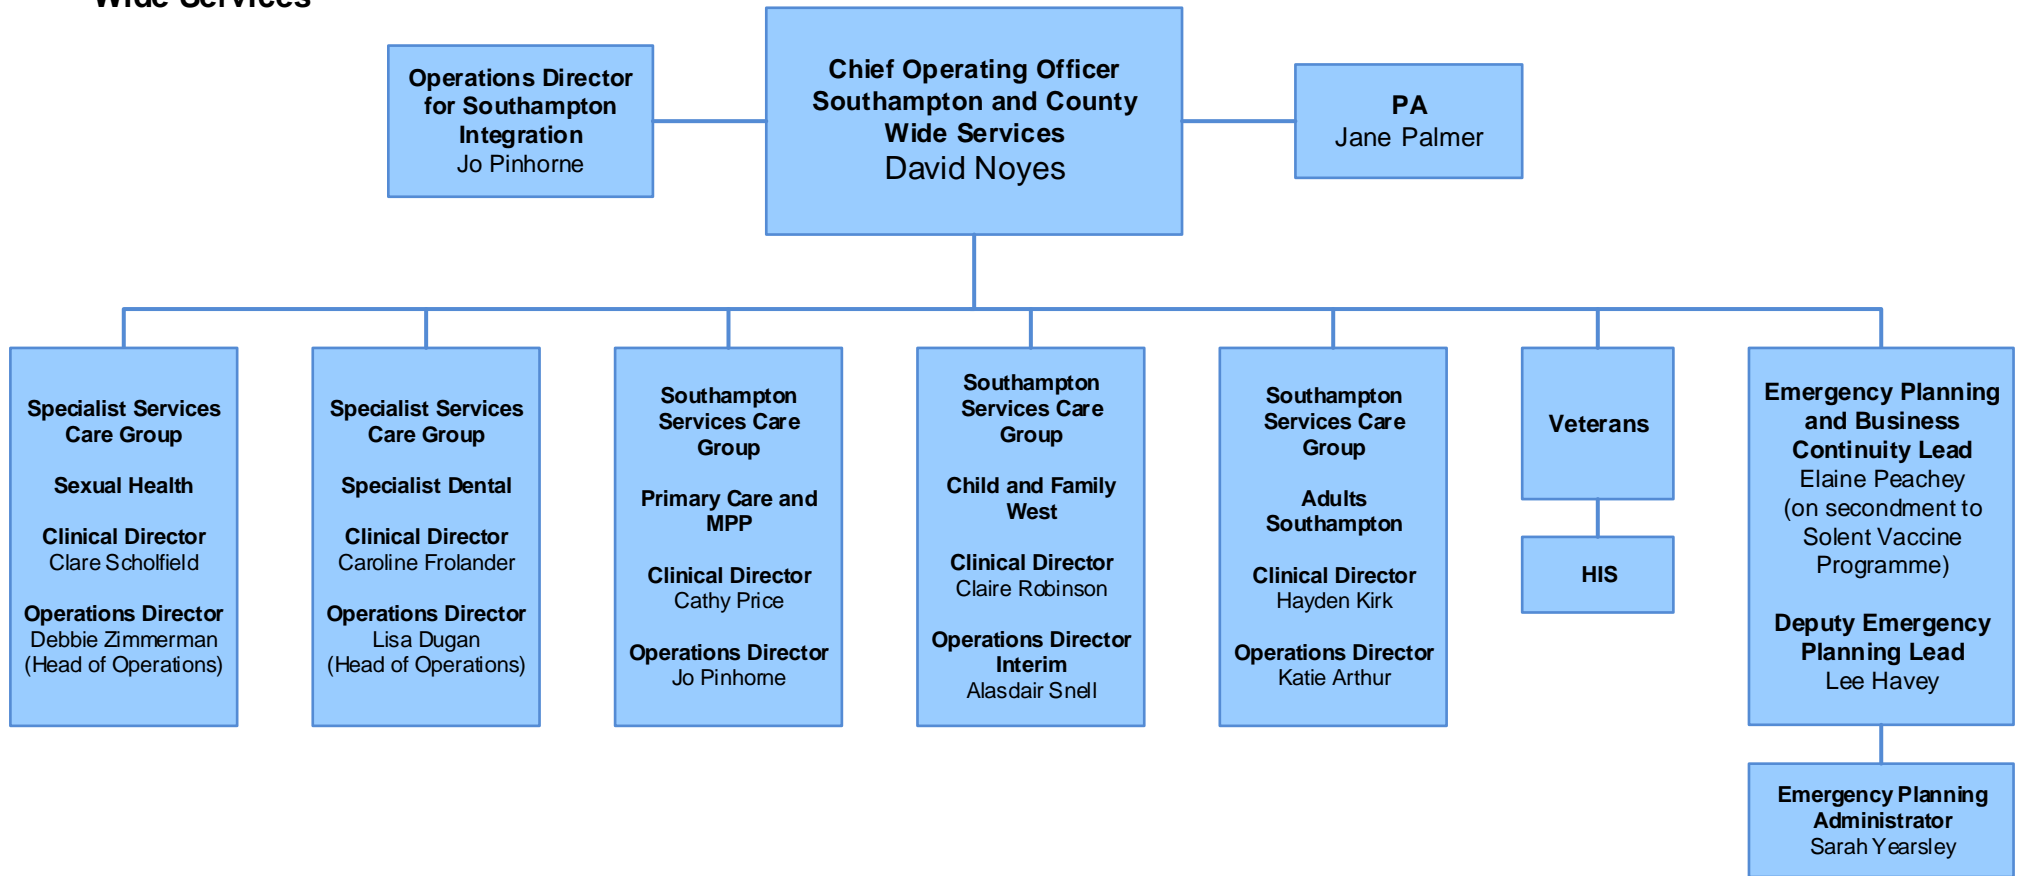 Wide Services
Operations Director
for Southampton
Integration
Jo Pinhorne
Chief Operating Officer
Southampton and County
Wide Services
David Noyes
PA
Jane Palmer
Specialist Services
Care Group
Sexual Health
Clinical Director
Clare Scholfield
Operations Director
Debbie Zimmerman
(Head of Operations)
Specialist Services
Care Group
Specialist Dental
Clinical Director
Caroline Frolander
Operations Director
Lisa Dugan
(Head of Operations)
Southampton
Services Care
Group
Primary Care and
MPP
Clinical Director
Cathy Price
Operations Director
Jo Pinhorne
Southampton
Services Care
Group
Child and Family
West
Clinical Director
Claire Robinson
Operations Director
Interim
Alasdair Snell
Southampton
Services Care
Group
Adults
Southampton
Clinical Director
Hayden Kirk
Operations Director
Katie Arthur
Veterans
HIS
Emergency Planning
and Business
Continuity Lead
Elaine Peachey
(on secondment to
Solent Vaccine
Programme)
Deputy Emergency
Planning Lead
Lee Havey
Emergency Planning
Administrator
Sarah Yearsley